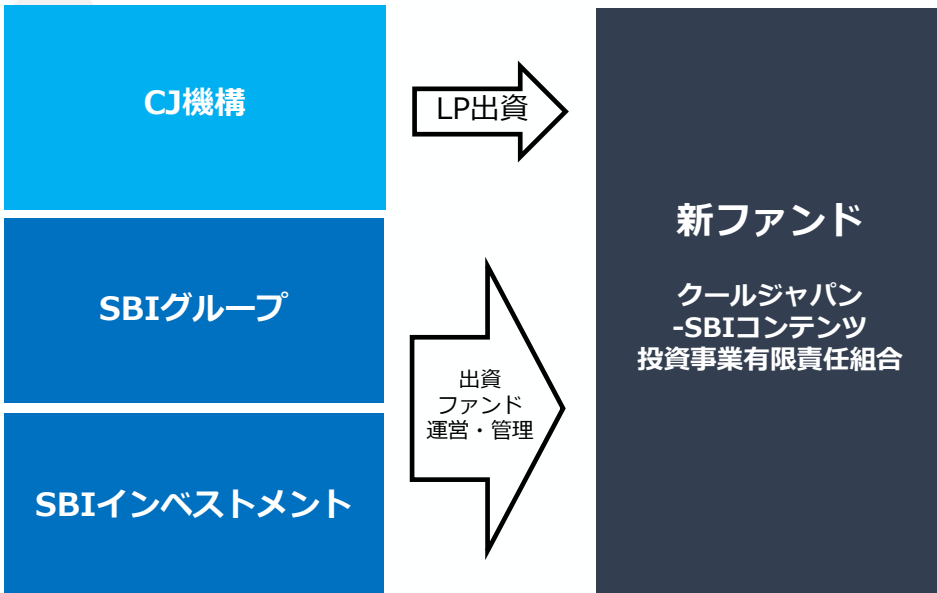 CJ機構
LP出資
SBIグループ
出資
ファンド
運営・管理
SBIインベストメント
新ファンド
クールジャパン
-SBIコンテンツ
投資事業有限責任組合